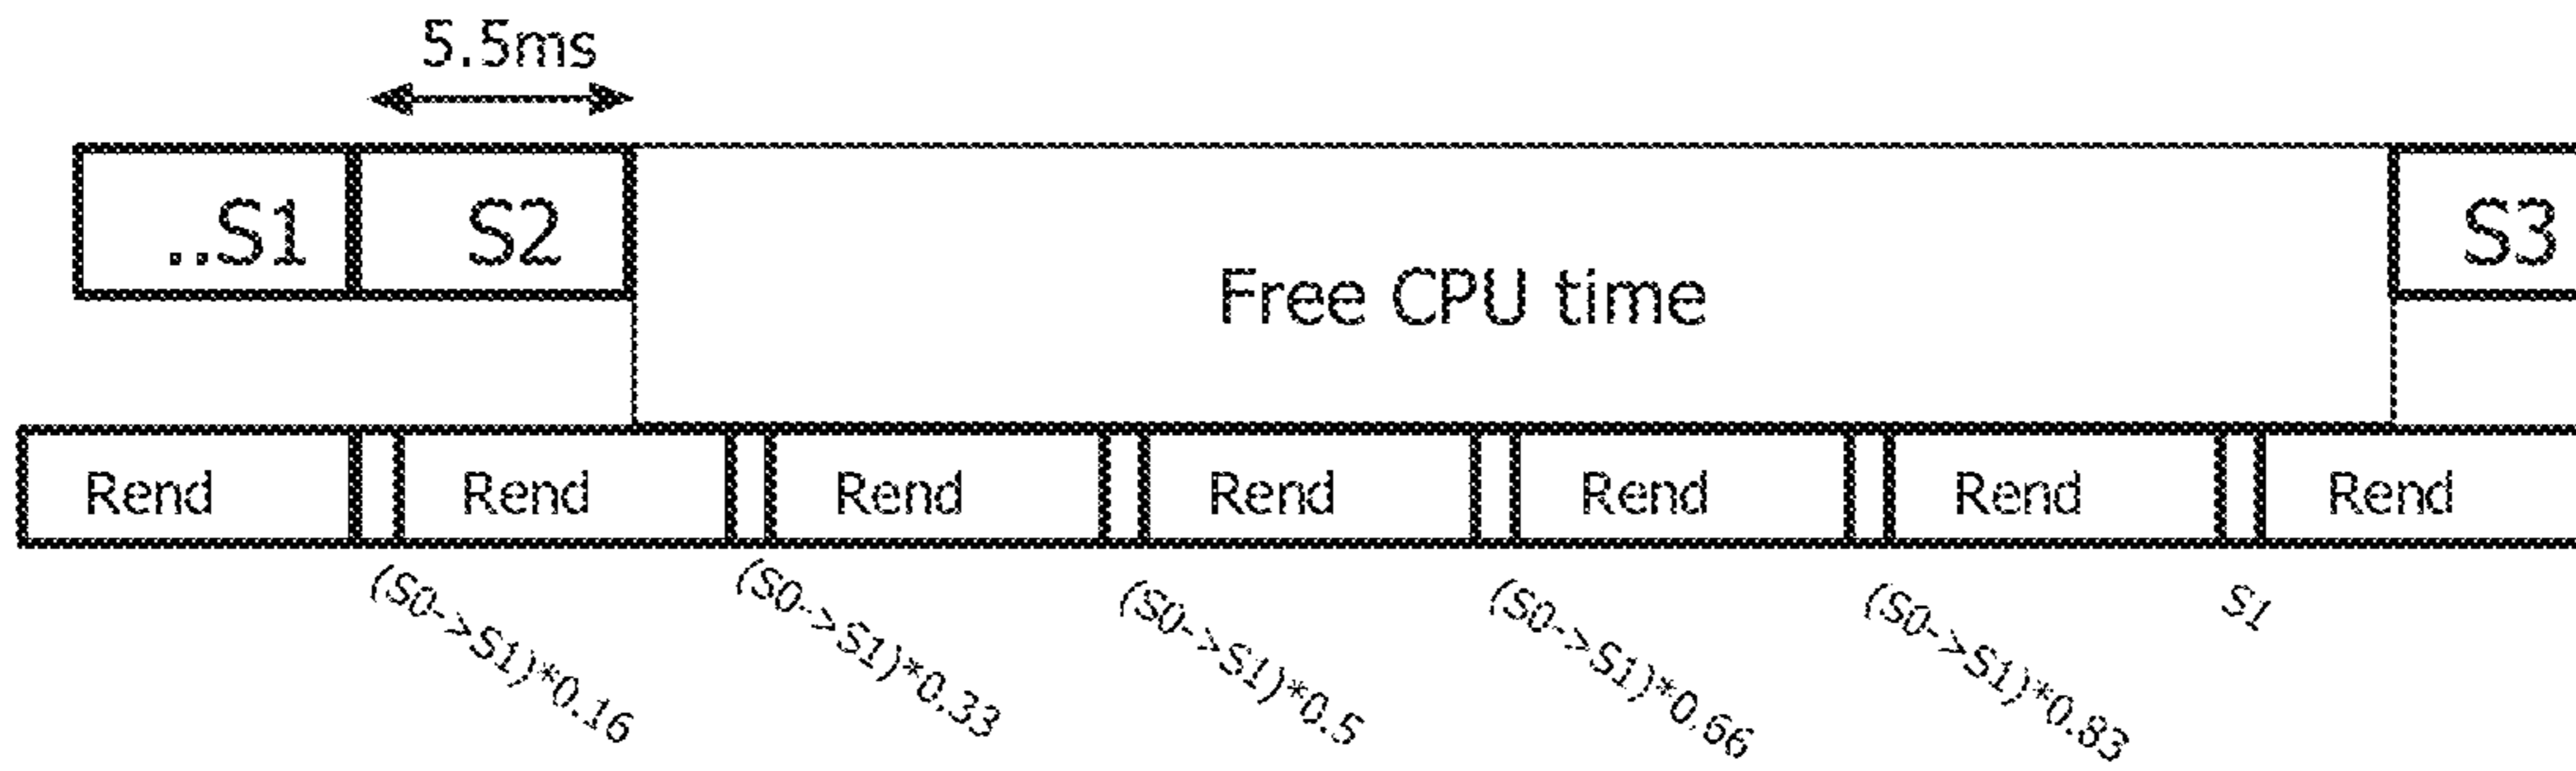 5.5ms
..S1
S2
Free CPU time
S3
Rend
Rend
Rend
Rend
Rend
Rend
Rend
(S0->S1)*0.16
(S0->S1)*0.33
(S0->S1)*0.5
(S0->S1)*0.66
(S0->S1)*0.83
S1